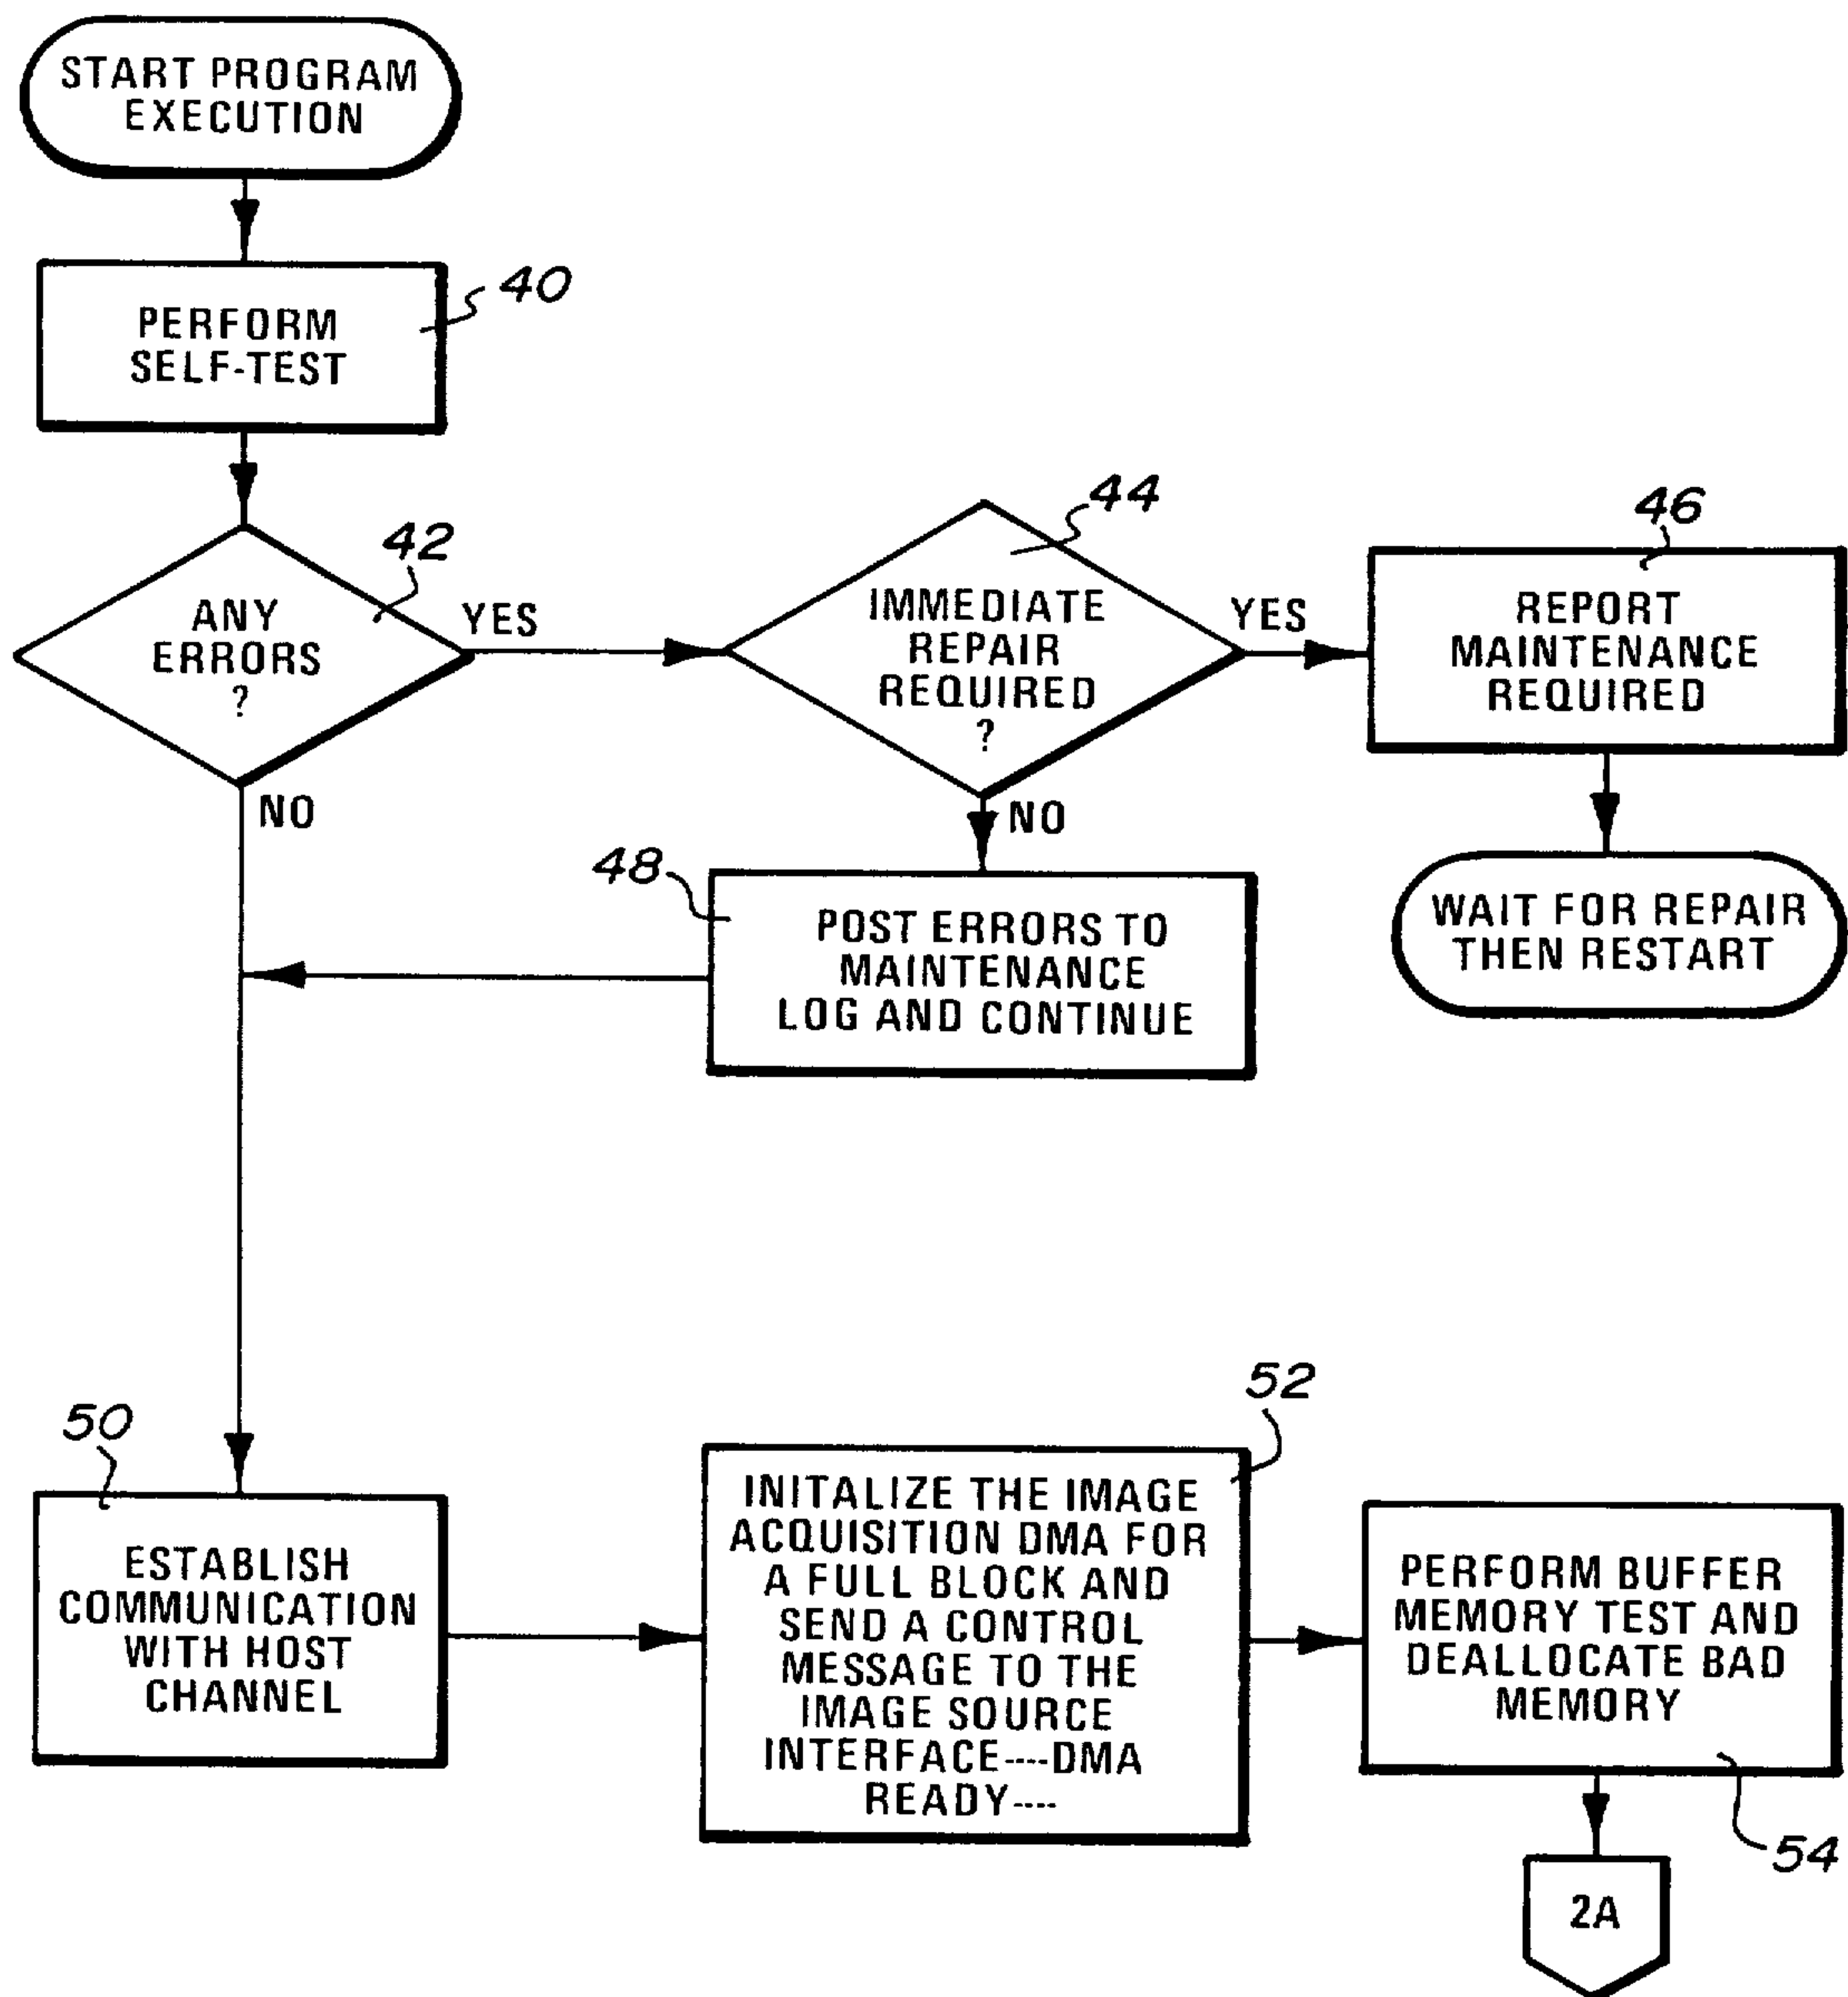 START PROGRAM
EXECUTION
40
PERFORM
SELF-TEST
42
ANY
ERRORS
?
YES
NO
44
IMMEDIATE
REPAIR
REQUIRED
?
YES
NO
46
REPORT
MAINTENANCE
REQUIRED
WAIT FOR REPAIR
THEN RESTART
48
POST ERRORS TO
MAINTENANCE
LOG AND CONTINUE
50
ESTABLISH
COMMUNICATION
WITH HOST
CHANNEL
52
INITALIZE THE IMAGE
ACQUISITION DMA FOR
A FULL BLOCK AND
SEND A CONTROL
MESSAGE TO THE
IMAGE SOURCE
INTERFACE----DMA
READY----
PERFORM BUFFER
MEMORY TEST AND
DEALLOCATE BAD
MEMORY
54
2A